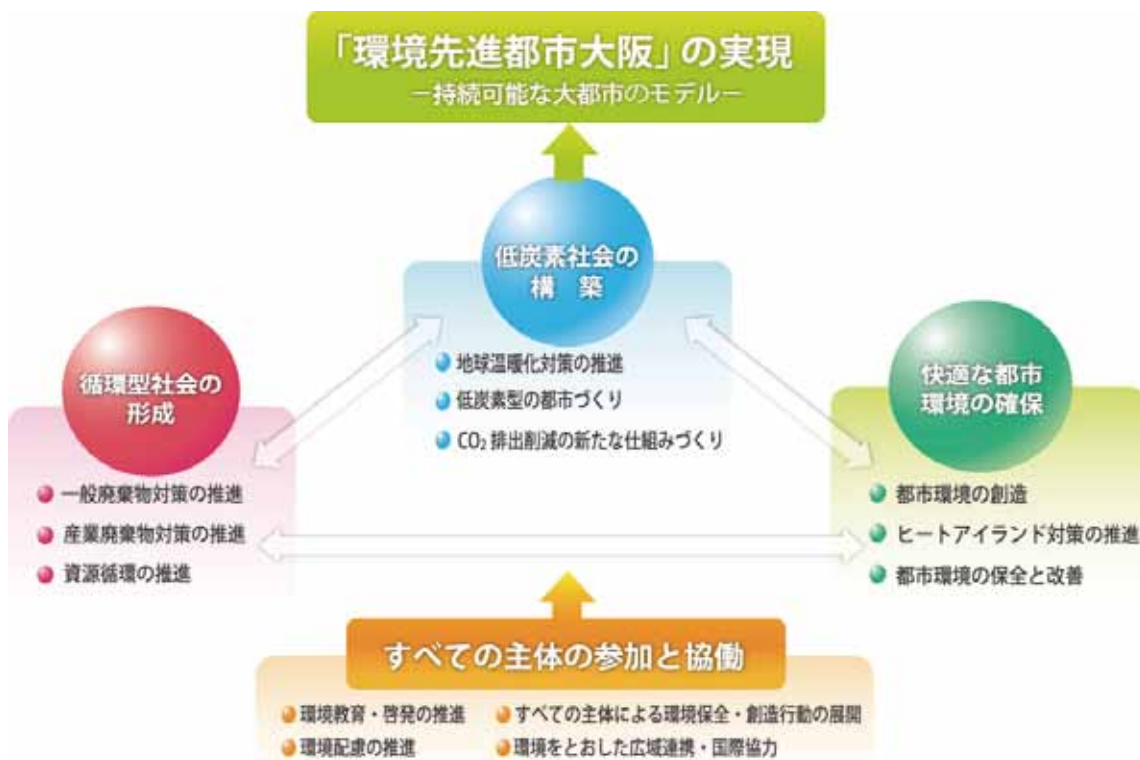 「環境先進都市大阪」の実現
－持続可能な大都市のモデル－
低炭素社会の
構　築
地球温暖化対策の推進
低炭素型の都市づくり
CO₂ 排出削減の新たな仕組みづくり
循環型社会の
形成
一般廃棄物対策の推進
産業廃棄物対策の推進
資源循環の推進
快適な都市
環境の確保
都市環境の創造
ヒートアイランド対策の推進
都市環境の保全と改善
すべての主体の参加と協働
環境教育・啓発の推進
すべての主体による環境保全・創造行動の展開
環境配慮の推進
環境をとおした広域連携・国際協力